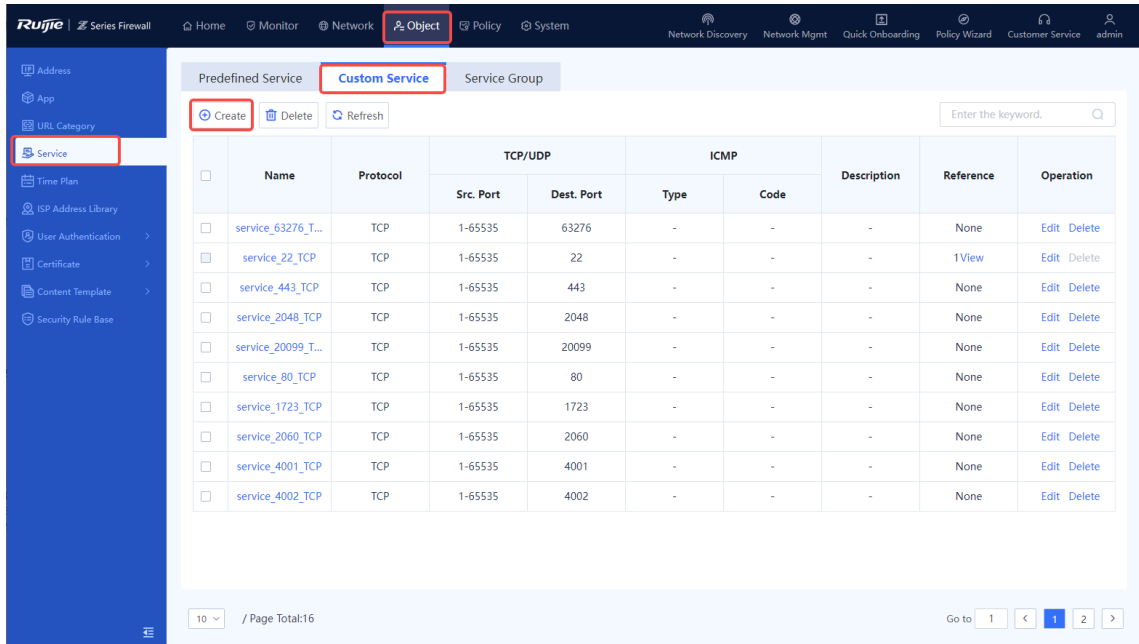 Ruijie | Z Series Firewall Home Monitor Network Object Policy System Network Discovery Network Mgmt Quick Onboarding Policy Wizard Customer Service admin
Address
App
URL Category
Service
Time Plan
ISP Address Library
User Authentication
Certificate
Content Template
Security Rule Base
Predefined Service Custom Service Service Group
Create Delete Refresh Enter the keyword.
Name Protocol TCP/UDP ICMP Description Reference Operation
Src. Port Dest. Port Type Code
service_63276_T... TCP 1-65535 63276 - - - None Edit Delete
service_22_TCP TCP 1-65535 22 - - - 1View Edit Delete
service_443_TCP TCP 1-65535 443 - - - None Edit Delete
service_2048_TCP TCP 1-65535 2048 - - - None Edit Delete
service_20099_T... TCP 1-65535 20099 - - - None Edit Delete
service_80_TCP TCP 1-65535 80 - - - None Edit Delete
service_1723_TCP TCP 1-65535 1723 - - - None Edit Delete
service_2060_TCP TCP 1-65535 2060 - - - None Edit Delete
service_4001_TCP TCP 1-65535 4001 - - - None Edit Delete
service_4002_TCP TCP 1-65535 4002 - - - None Edit Delete
10 / Page Total:16 Go to 1 < 1 2 >